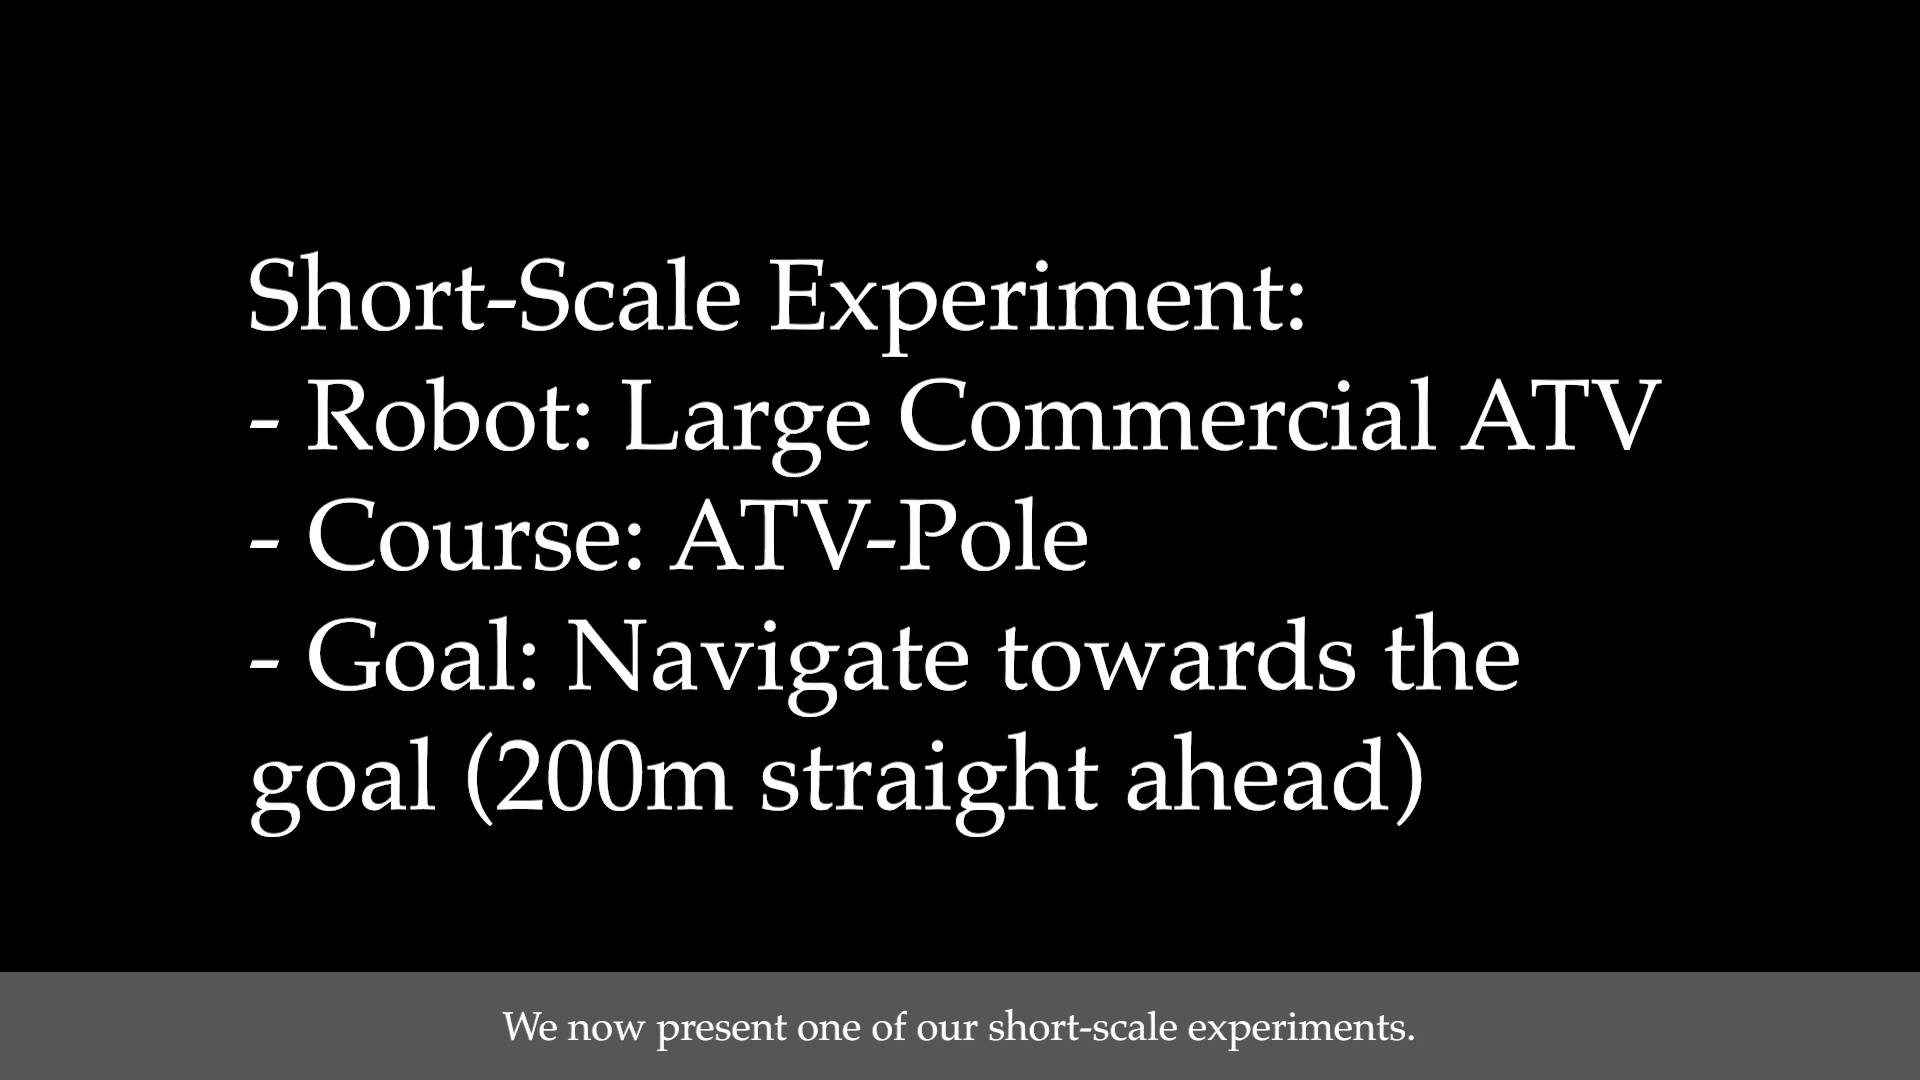 Short-Scale Experiment:
- Robot: Large Commercial ATV
- Course: ATV-Pole
- Goal: Navigate towards the
goal (200m straight ahead)
We now present one of our short-scale experiments.